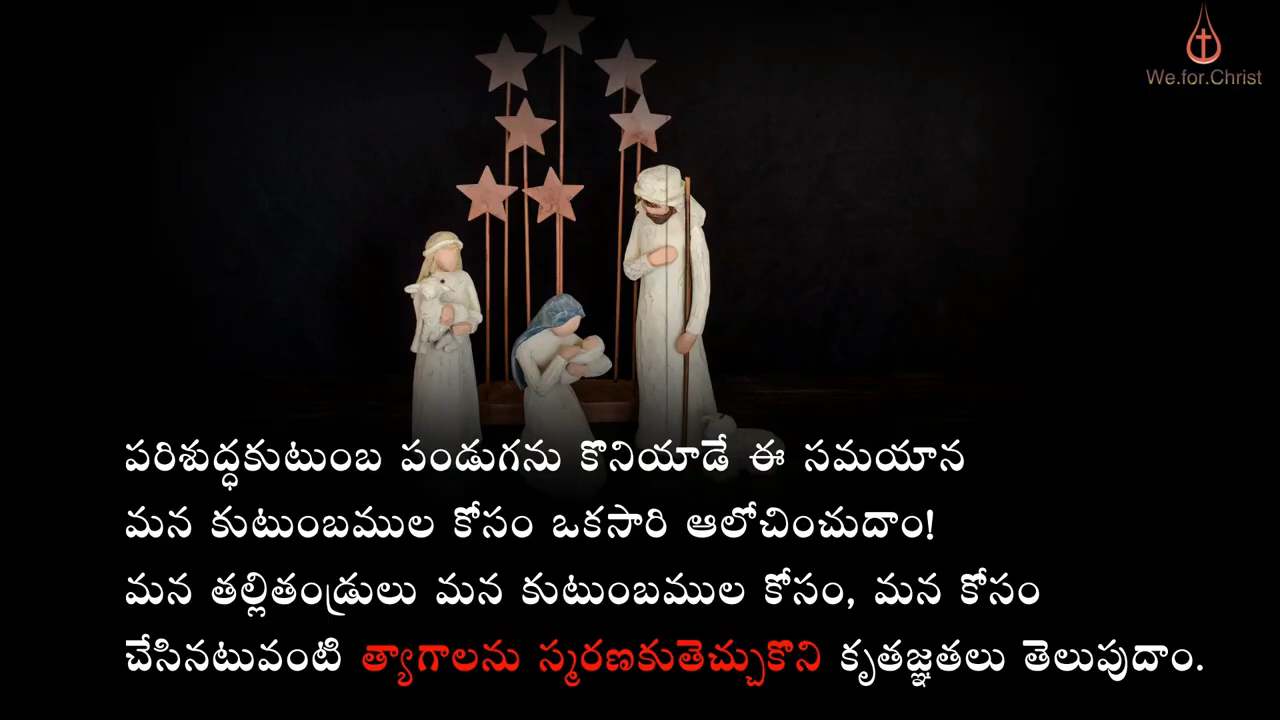 We.for.Christ
పరిశుద్ధకుటుంబ పండుగను కొనియాడే ఈ సమయాన
మన కుటుంబముల కోసం ఒకసారి ఆలోచించుదాం!
మన తల్లితండ్రులు మన కుటుంబముల కోసం, మన కోసం
చేసినటువంటి త్యాగాలను స్మరణకుతెచ్చుకొని కృతజ్ఞతలు తెలుపుదాం.